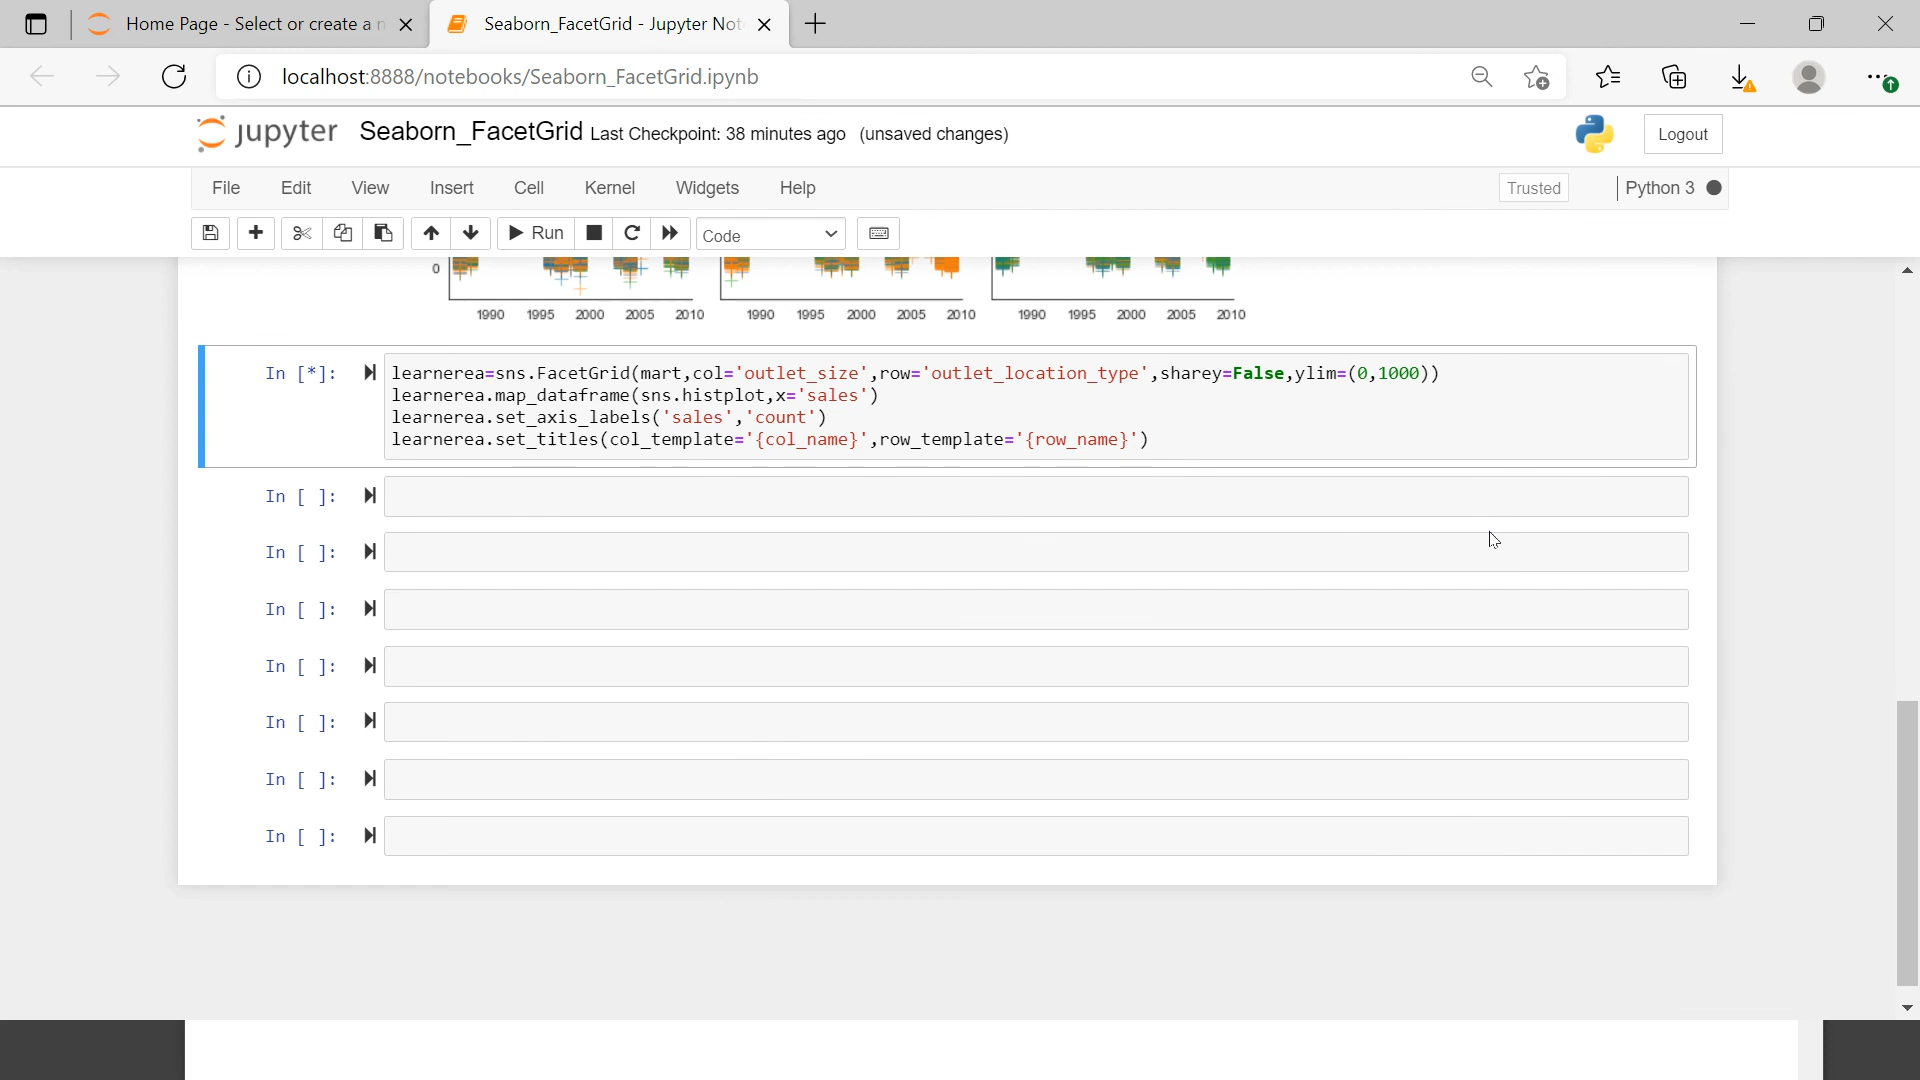 Home Page - Select or create a n
Seaborn_FacetGrid - Jupyter Not
localhost:8888/notebooks/Seaborn_FacetGrid.ipynb
jupyter Seaborn_FacetGrid Last Checkpoint: 38 minutes ago (unsaved changes)
Logout
File Edit View Insert Cell Kernel Widgets Help
Trusted
Python 3
Run
Code
0
1990 1995 2000 2005 2010 1990 1995 2000 2005 2010 1990 1995 2000 2005 2010
In [*]: learnerea=sns.FacetGrid(mart,col='outlet_size',row='outlet_location_type',sharey=False,ylim=(0,1000))
learnerea.map_dataframe(sns.histplot,x='sales')
learnerea.set_axis_labels('sales','count')
learnerea.set_titles(col_template='{col_name}',row_template='{row_name}')
In [ ]:
In [ ]:
In [ ]:
In [ ]:
In [ ]:
In [ ]:
In [ ]: